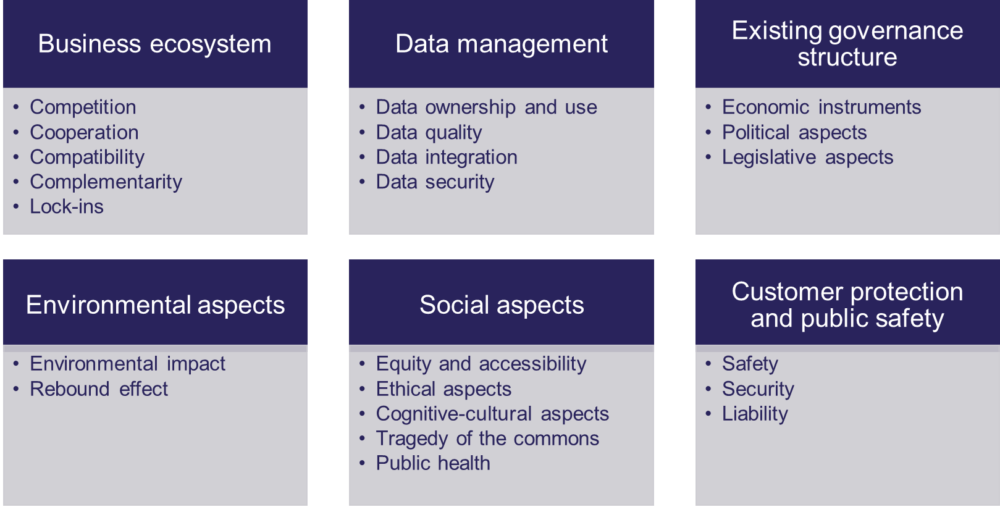 Business ecosystem
• Competition
• Cooperation
• Compatibility
• Complementarity
• Lock-ins
Data management
• Data ownership and use
• Data quality
• Data integration
• Data security
Existing governance
structure
• Economic instruments
• Political aspects
• Legislative aspects
Environmental aspects
• Environmental impact
• Rebound effect
Social aspects
• Equity and accessibility
• Ethical aspects
• Cognitive-cultural aspects
• Tragedy of the commons
• Public health
Customer protection
and public safety
• Safety
• Security
• Liability